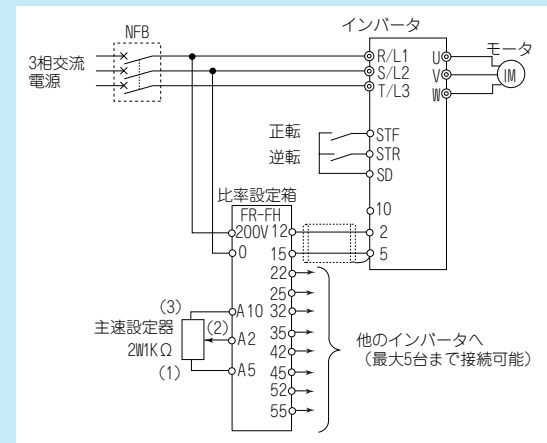 インバータ
NFB
3相交流
電源
R/L1
S/L2
T/L3
U
V
W
モータ
IM
正転
逆転
STF
STR
SD
10
2
5
比率設定箱
FR-FH
200V
0
12
15
22
25
32
35
42
45
52
55
A10
A2
A5
(3)
(2)
(1)
主速設定器
2W1KΩ
他のインバータへ
(最大5台まで接続可能)